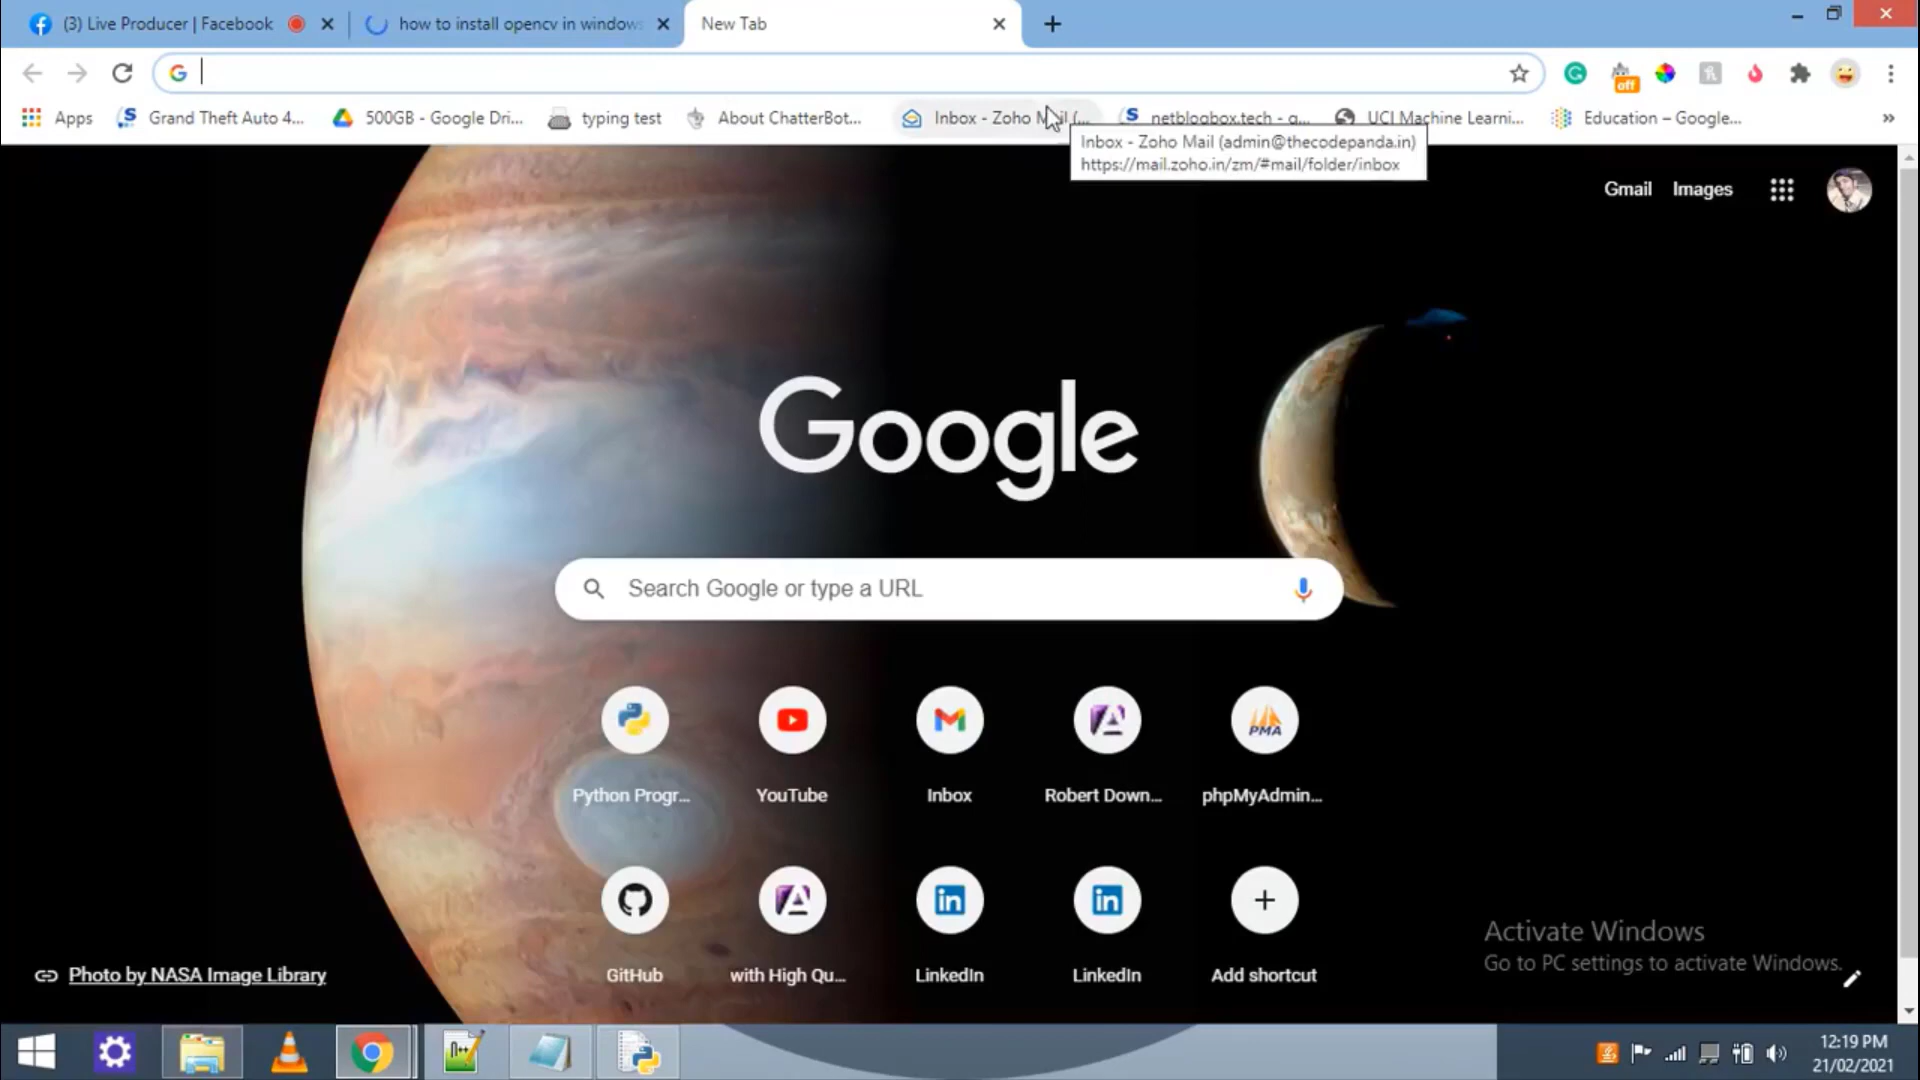 (3) Live Producer | Facebook
how to install opencv in windows
New Tab
off
Apps
Grand Theft Auto 4...
500GB - Google Dri...
typing test
About ChatterBot...
Inbox - Zoho Mail (...
netblogbox.tech - g...
UCI Machine Learni...
Education – Google...
»
Inbox - Zoho Mail (admin@thecodepanda.in)
https://mail.zoho.in/zm/#mail/folder/inbox
Gmail
Images
Google
Search Google or type a URL
PMA
Python Progr...
YouTube
Inbox
Robert Down...
phpMyAdmin...
GitHub
with High Qu...
LinkedIn
LinkedIn
Add shortcut
Photo by NASA Image Library
Activate Windows
Go to PC settings to activate Windows.
12:19 PM
21/02/2021